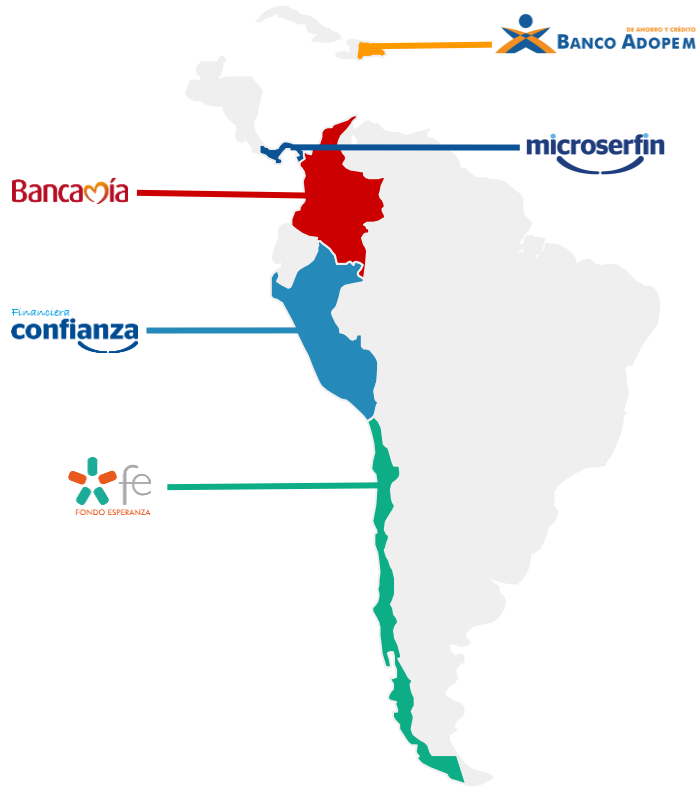 DE AHORRO Y CRÉDITO
BANCO ADOPEM
microserfin
Bancamía
Financiera
confianza
fe
FONDO ESPERANZA